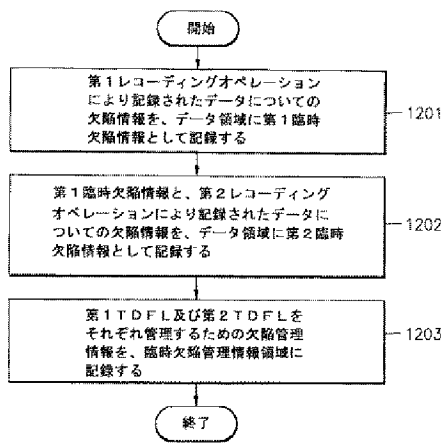 開始
第1レコーディングオペレーション
により記録されたデータについての
欠陥情報を、データ領域に第1臨時
欠陥情報として記録する
1201
第1臨時欠陥情報と、第2レコーディング
オペレーションにより記録されたデータに
ついての欠陥情報を、データ領域に第2臨時
欠陥情報として記録する
1202
第1TDFL及び第2TDFLを
それぞれ管理するための欠陥管理
情報を、臨時欠陥管理情報領域に
記録する
1203
終了